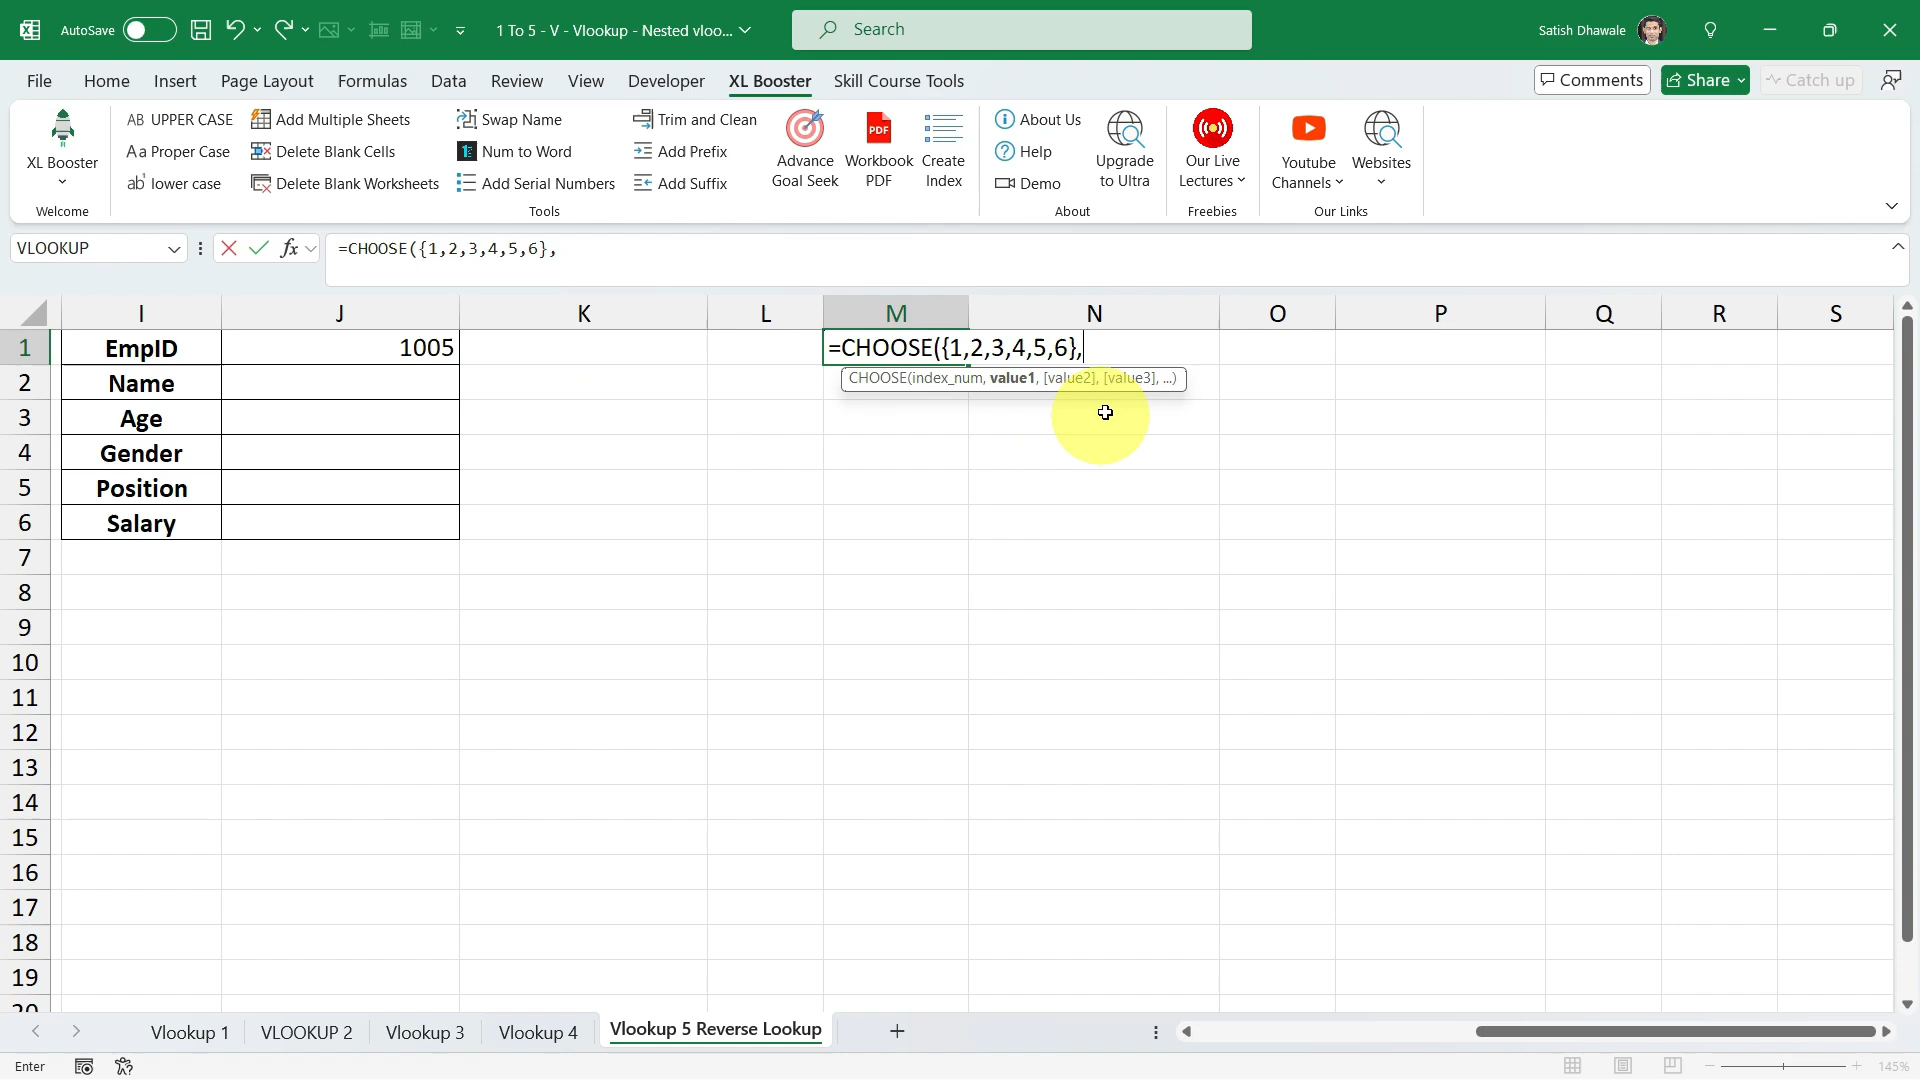 AutoSave
1 To 5 - V - Vlookup - Nested vloo...
Search
Satish Dhawale
File Home Insert Page Layout Formulas Data Review View Developer XL Booster Skill Course Tools
Comments Share Catch up
XL Booster
Welcome
AB UPPER CASE
Aa Proper Case
ab' lower case
Add Multiple Sheets
Delete Blank Cells
Delete Blank Worksheets
Swap Name
Num to Word
Add Serial Numbers
Trim and Clean
Add Prefix
Add Suffix
Advance
Goal Seek
PDF
Workbook
PDF
Create
Index
Tools
About Us
Help
Demo
Upgrade
to Ultra
About
Our Live
Lectures
Freebies
Youtube
Channels
Websites
Our Links
VLOOKUP
fx
=CHOOSE({1,2,3,4,5,6},
I J K L M N O P Q R S
1 EmpID 1005 =CHOOSE({1,2,3,4,5,6},
CHOOSE(index_num, value1, [value2], [value3], ...)
2 Name
3 Age
4 Gender
5 Position
6 Salary
7
8
9
10
11
12
13
14
15
16
17
18
19
20
Vlookup 1 VLOOKUP 2 Vlookup 3 Vlookup 4 Vlookup 5 Reverse Lookup
Enter
145%